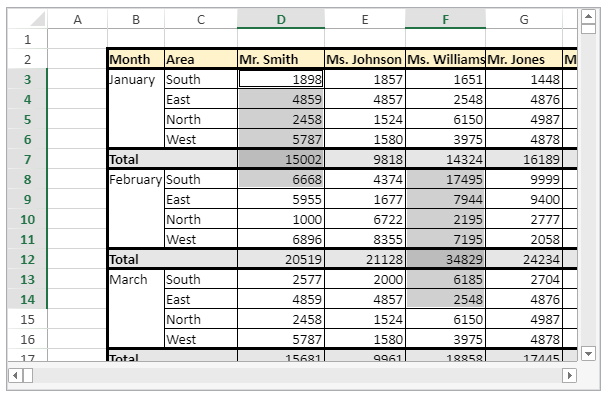 A B C D E F G
1
2 Month Area Mr. Smith Ms. Johnson Ms. Williams Mr. Jones M
3 January South 1898 1857 1651 1448
4 East 4859 4857 2548 4876
5 North 2458 1524 6150 4987
6 West 5787 1580 3975 4878
7 Total 15002 9818 14324 16189
8 February South 6668 4374 17495 9999
9 East 5955 1677 7944 9400
10 North 1000 6722 2195 2777
11 West 6896 8355 7195 2058
12 Total 20519 21128 34829 24234
13 March South 2577 2000 6185 2704
14 East 4859 4857 2548 4876
15 North 2458 1524 6150 4987
16 West 5787 1580 3975 4878
17 Total 15681 9961 18858 17445